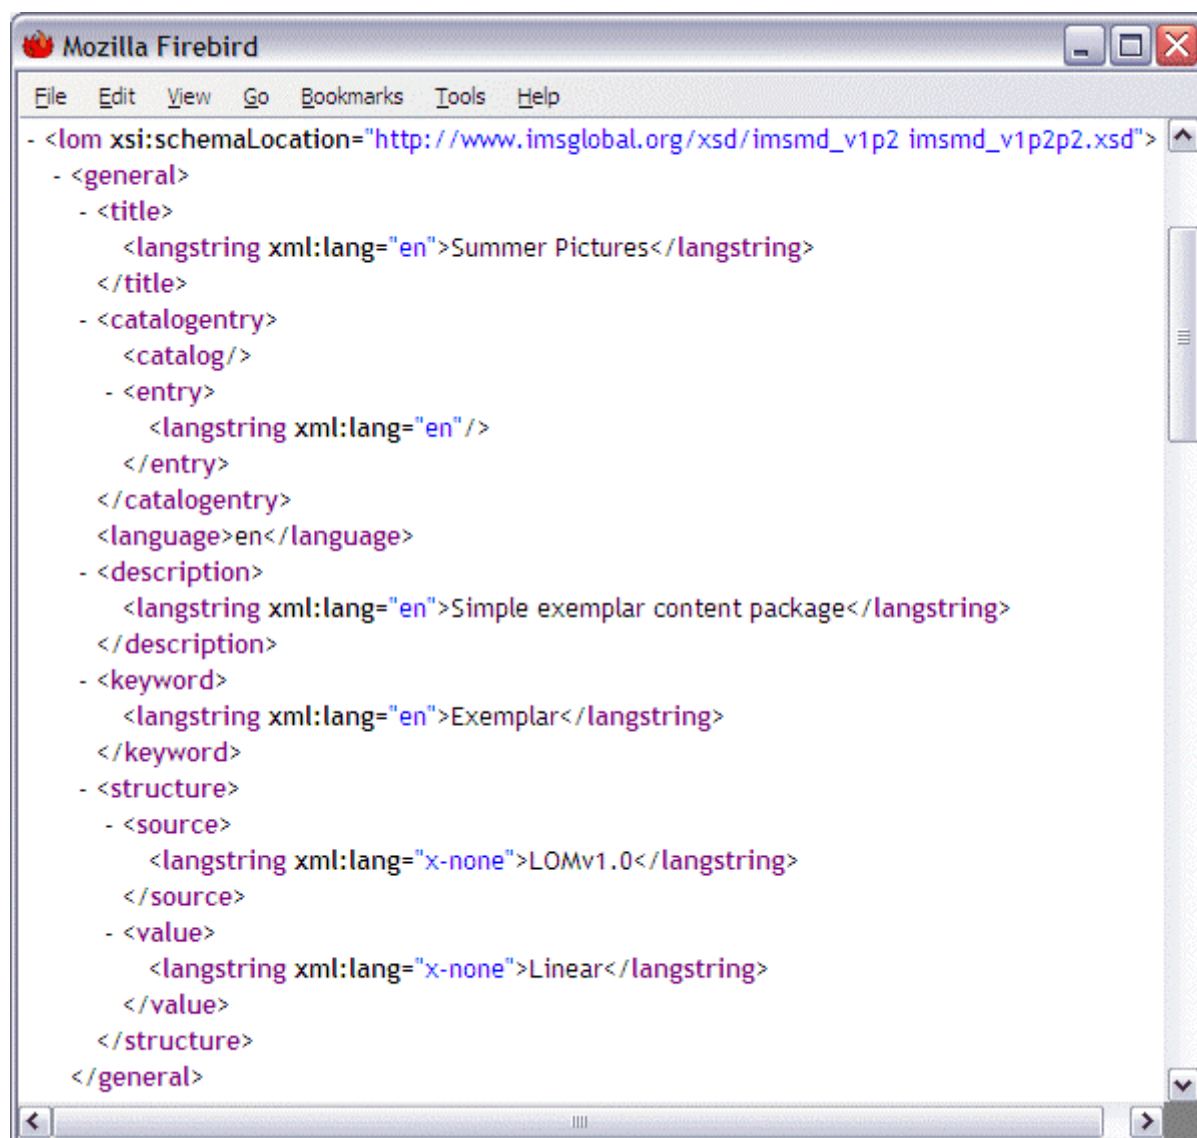 Mozilla Firebird
File Edit View Go Bookmarks Tools Help
- <lom xsi:schemaLocation="http://www.imsglobal.org/xsd/imsmd_v1p2 imsmd_v1p2p2.xsd">
- <general>
- <title>
<langstring xml:lang="en">Summer Pictures</langstring>
</title>
- <catalogentry>
<catalog/>
- <entry>
<langstring xml:lang="en"/>
</entry>
</catalogentry>
<language>en</language>
- <description>
<langstring xml:lang="en">Simple exemplar content package</langstring>
</description>
- <keyword>
<langstring xml:lang="en">Exemplar</langstring>
</keyword>
- <structure>
- <source>
<langstring xml:lang="x-none">LOMv1.0</langstring>
</source>
- <value>
<langstring xml:lang="x-none">Linear</langstring>
</value>
</structure>
</general>